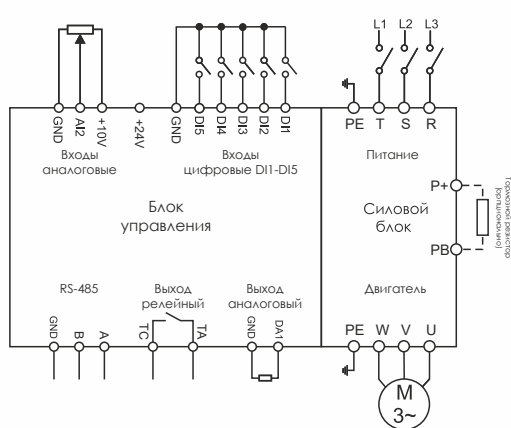 L1 L2 L3
GND AI2 +10V +24V GND DI5 DI4 DI3 DI2 DI1 PE T S R
Входы
аналоговые
Входы
цифровые DI1-DI5
Питание
Блок
управления
Силовой
блок
P+
PB
Тормозной резистор
(опционально)
RS-485
Выход
релейный
Выход
аналоговый
Двигатель
GND B A TC TA GND DA1 PE W V U
M
3~